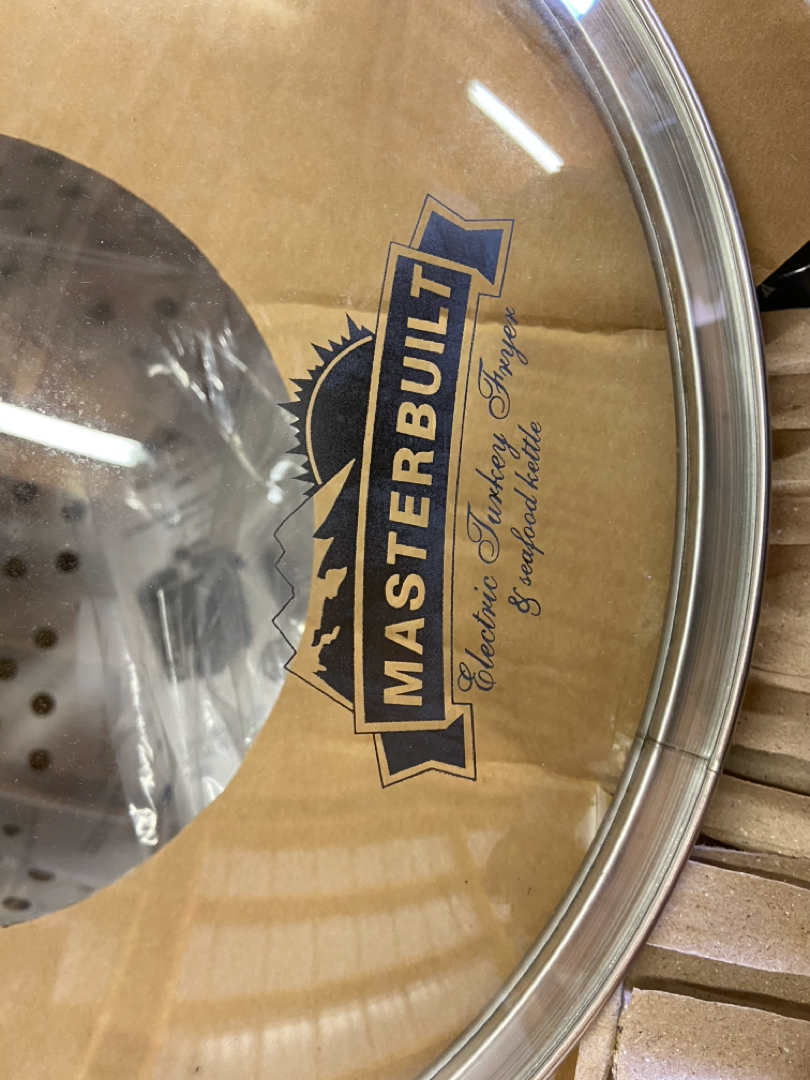 MASTERBUILT
Electric Turkey Fryer
& seafood kettle